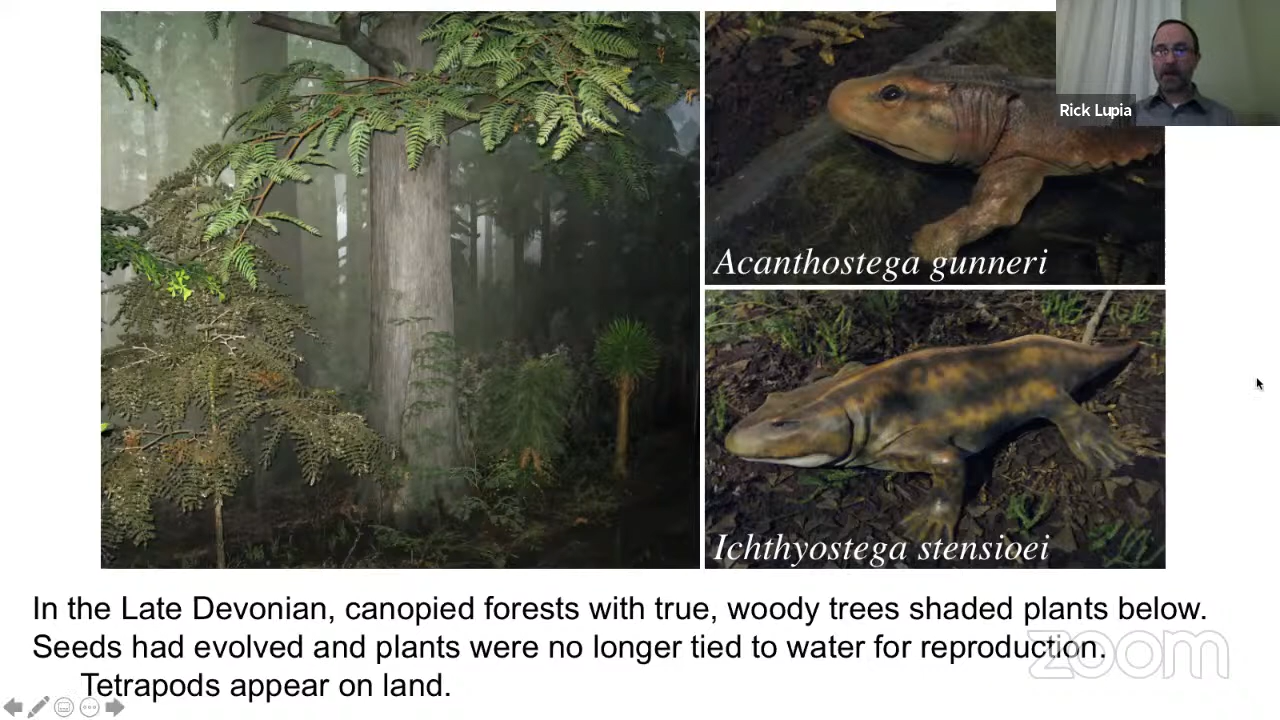 Rick Lupia
Acanthostega gunneri
Ichthyostega stensioei
In the Late Devonian, canopied forests with true, woody trees shaded plants below.
Seeds had evolved and plants were no longer tied to water for reproduction.
Tetrapods appear on land.
zoom